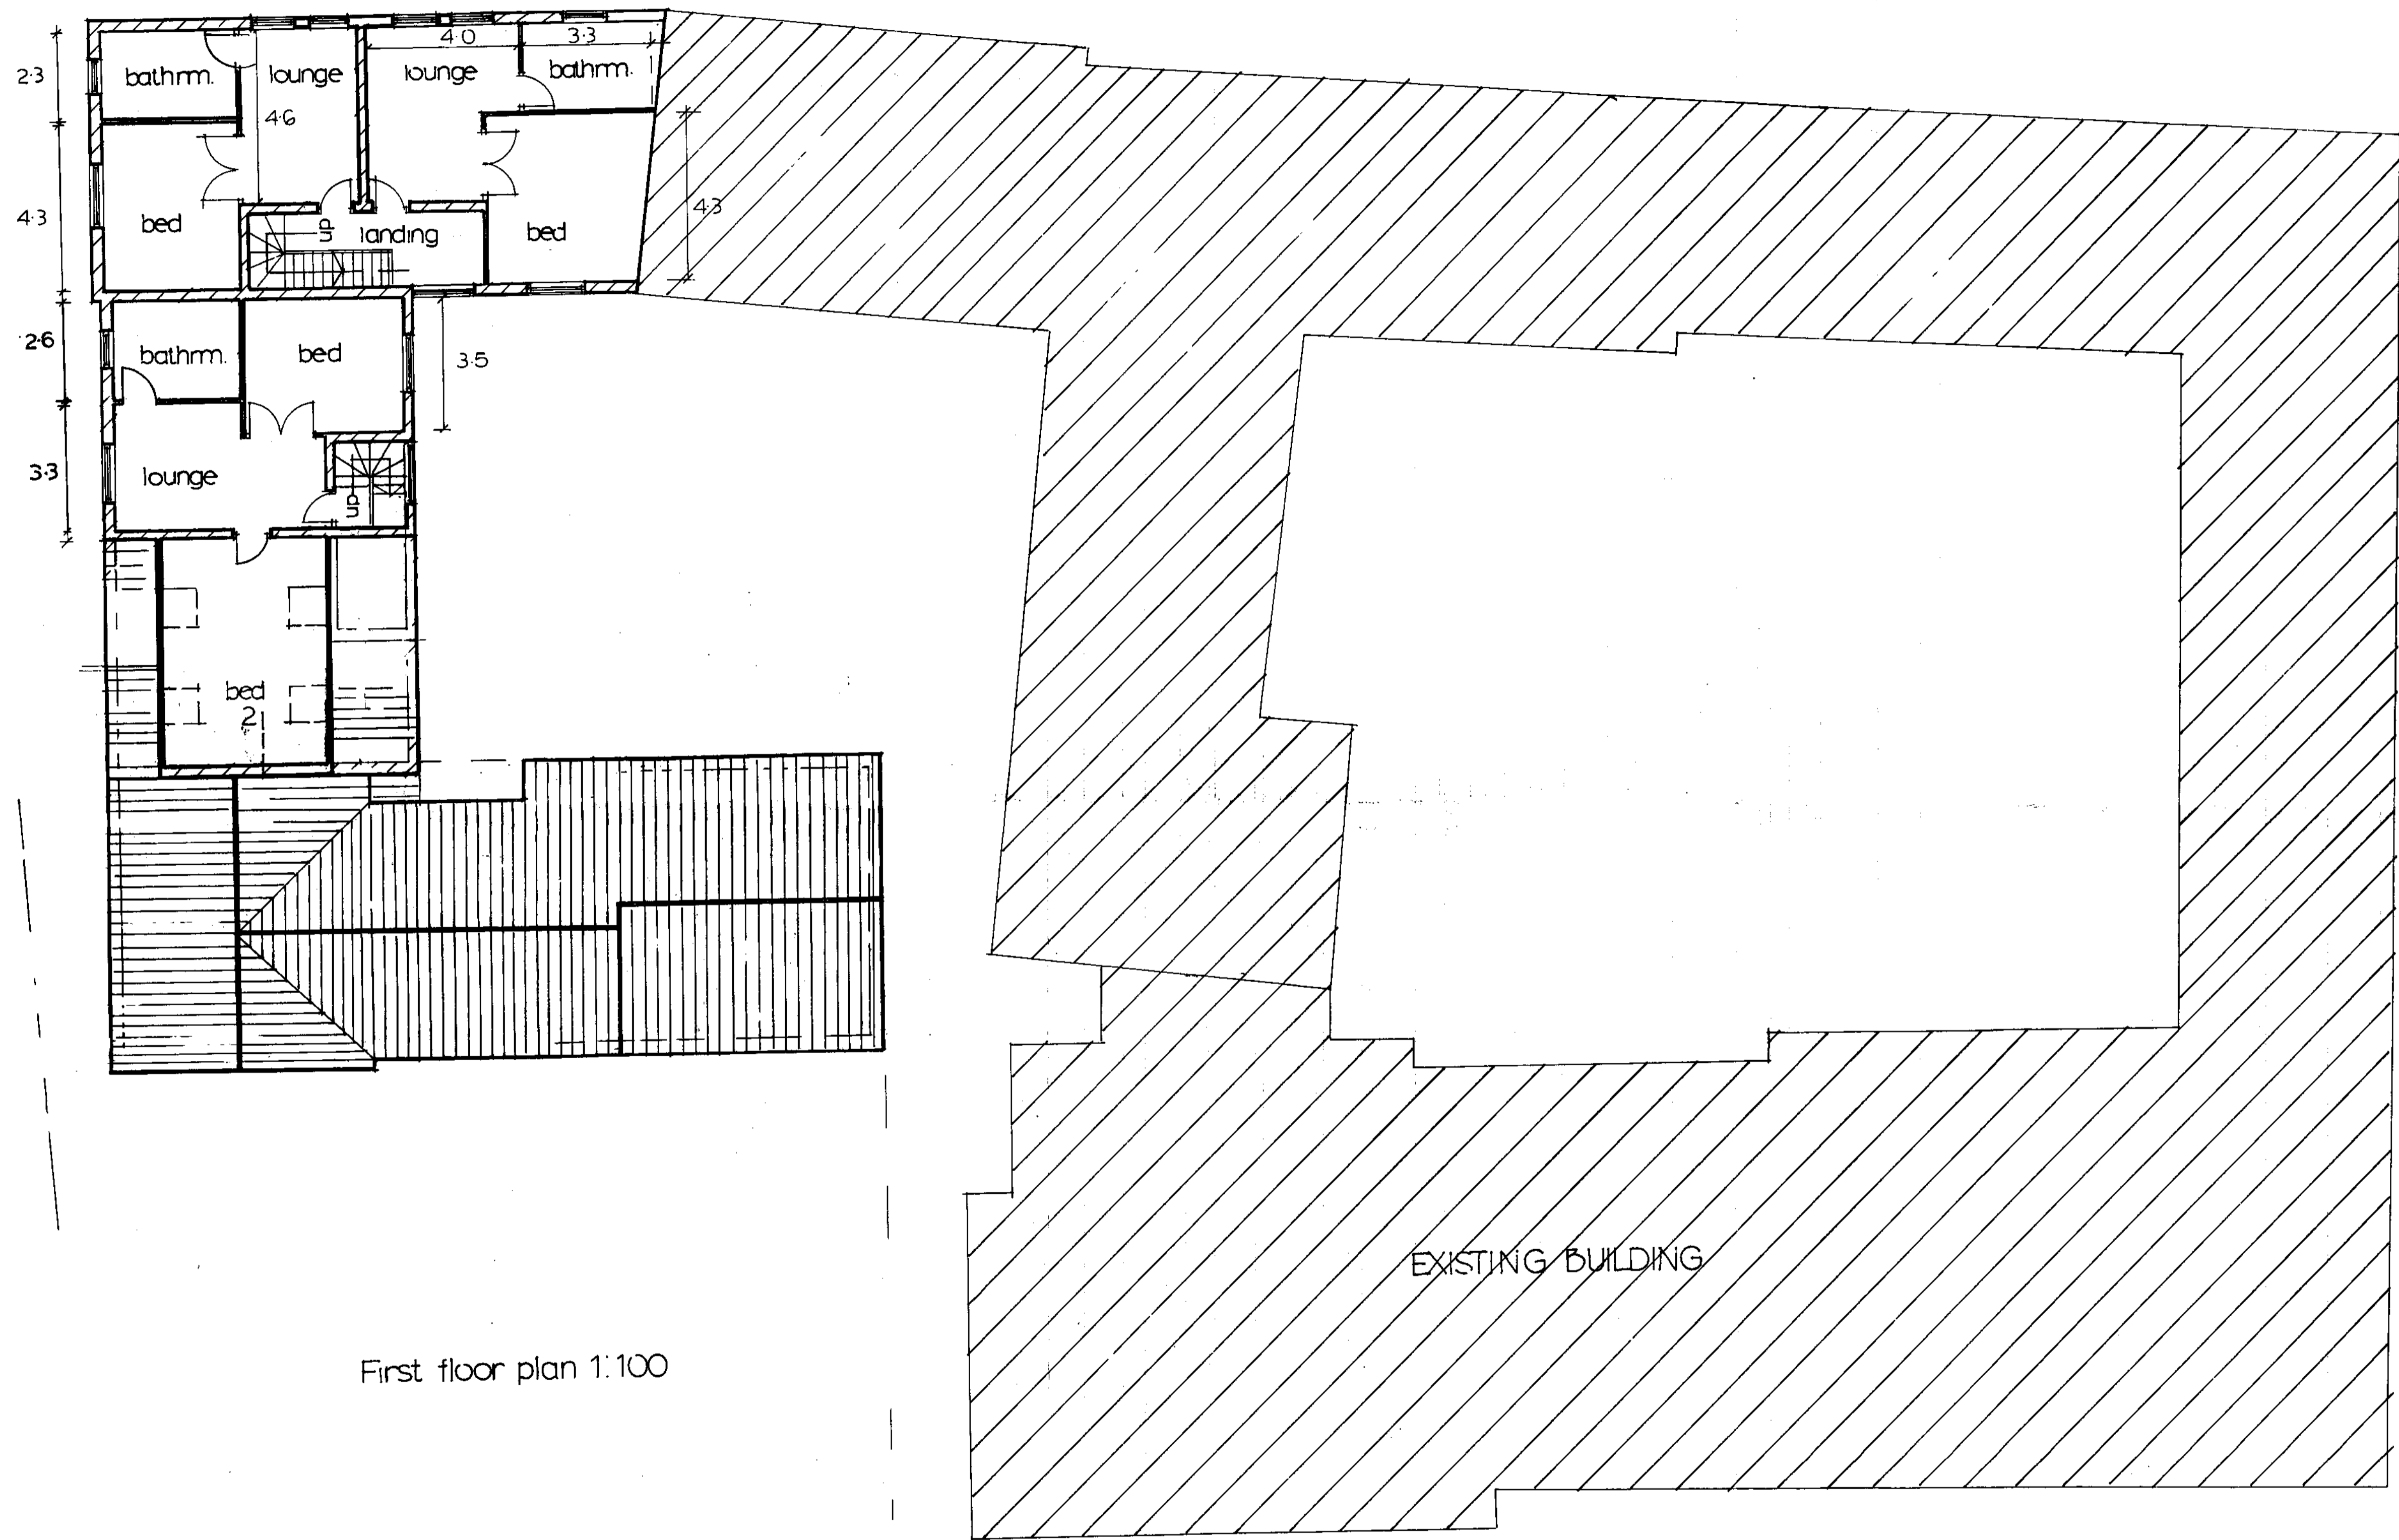 4·0
3·3
2·3
bathrm.
lounge
lounge
bathrm.
4·6
4·3
4·3
bed
up
landing
bed
2·6
bathrm.
bed
3·5
3·3
lounge
up
bed
2
EXISTING BUILDING
First floor plan 1:100